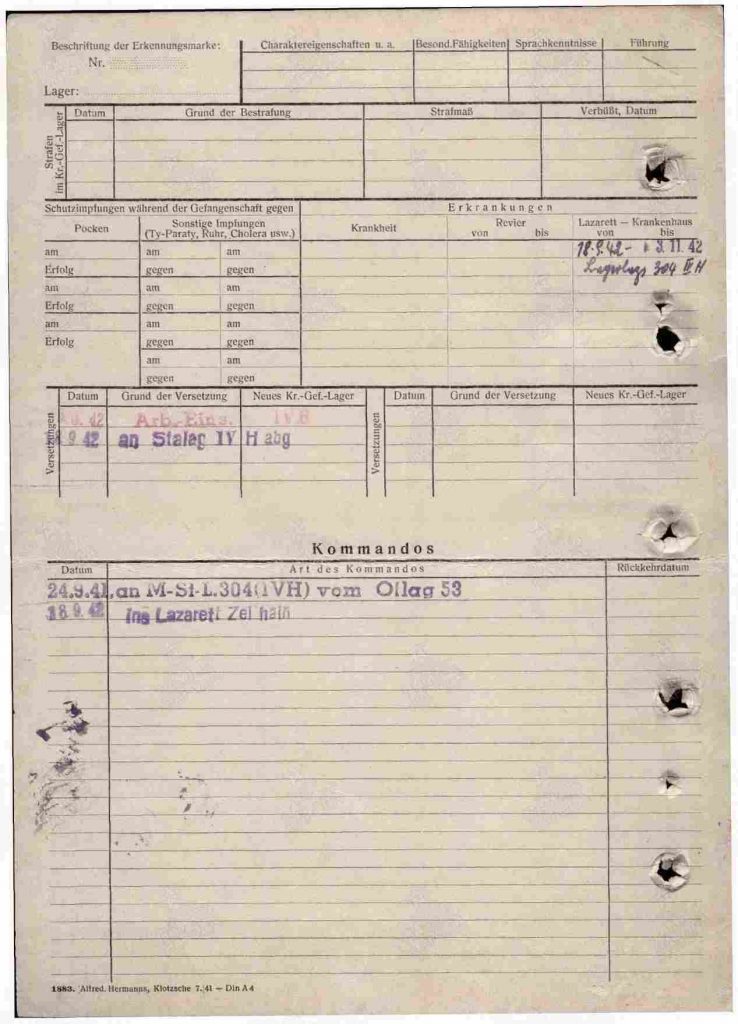 Beschriftung der Erkennungsmarke:
Nr.
Lager:
Charaktereigenschaften u. a.
Besond. Fähigkeiten
Sprachkenntnisse
Führung
Strafen im Kr.-Gef.-Lager
Datum
Grund der Bestrafung
Strafmaß
Verbüßt, Datum
Schutzimpfungen während der Gefangenschaft gegen
Erkrankungen
Pocken
Sonstige Impfungen
(Ty-Paraty, Ruhr, Cholera usw.)
Krankheit
Revier
von bis
Lazarett — Krankenhaus
von bis
am am am
18.9.42 - 3.11.42
Erfolg gegen gegen
304 IV H
am am am
Erfolg gegen gegen
am am am
Erfolg gegen gegen
am am
gegen gegen
Versetzungen
Datum Grund der Versetzung Neues Kr.-Gef.-Lager
Versetzungen
Datum Grund der Versetzung Neues Kr.-Gef.-Lager
42 Arb.-Eins. IVB
9 42 an Stalag IV H abg
Kommandos
Datum Art des Kommandos Rückkehrdatum
24.9.41 an M-St-L.304(IVH) vom Oflag 53
18.9.42 ins Lazarett
1883. Alfred. Hermanns, Klotzsche 7. 41 — Din A 4